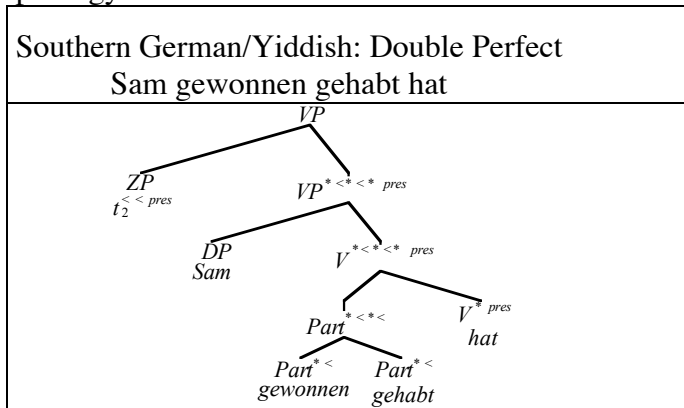 Southern German/Yiddish: Double Perfect
Sam gewonnen gehabt hat
VP
ZP VP*<*<* pres
t₂<< pres
DP V*<*<* pres
Sam
Part*<*< V* pres
hat
Part*< Part*<
gewonnen gehabt